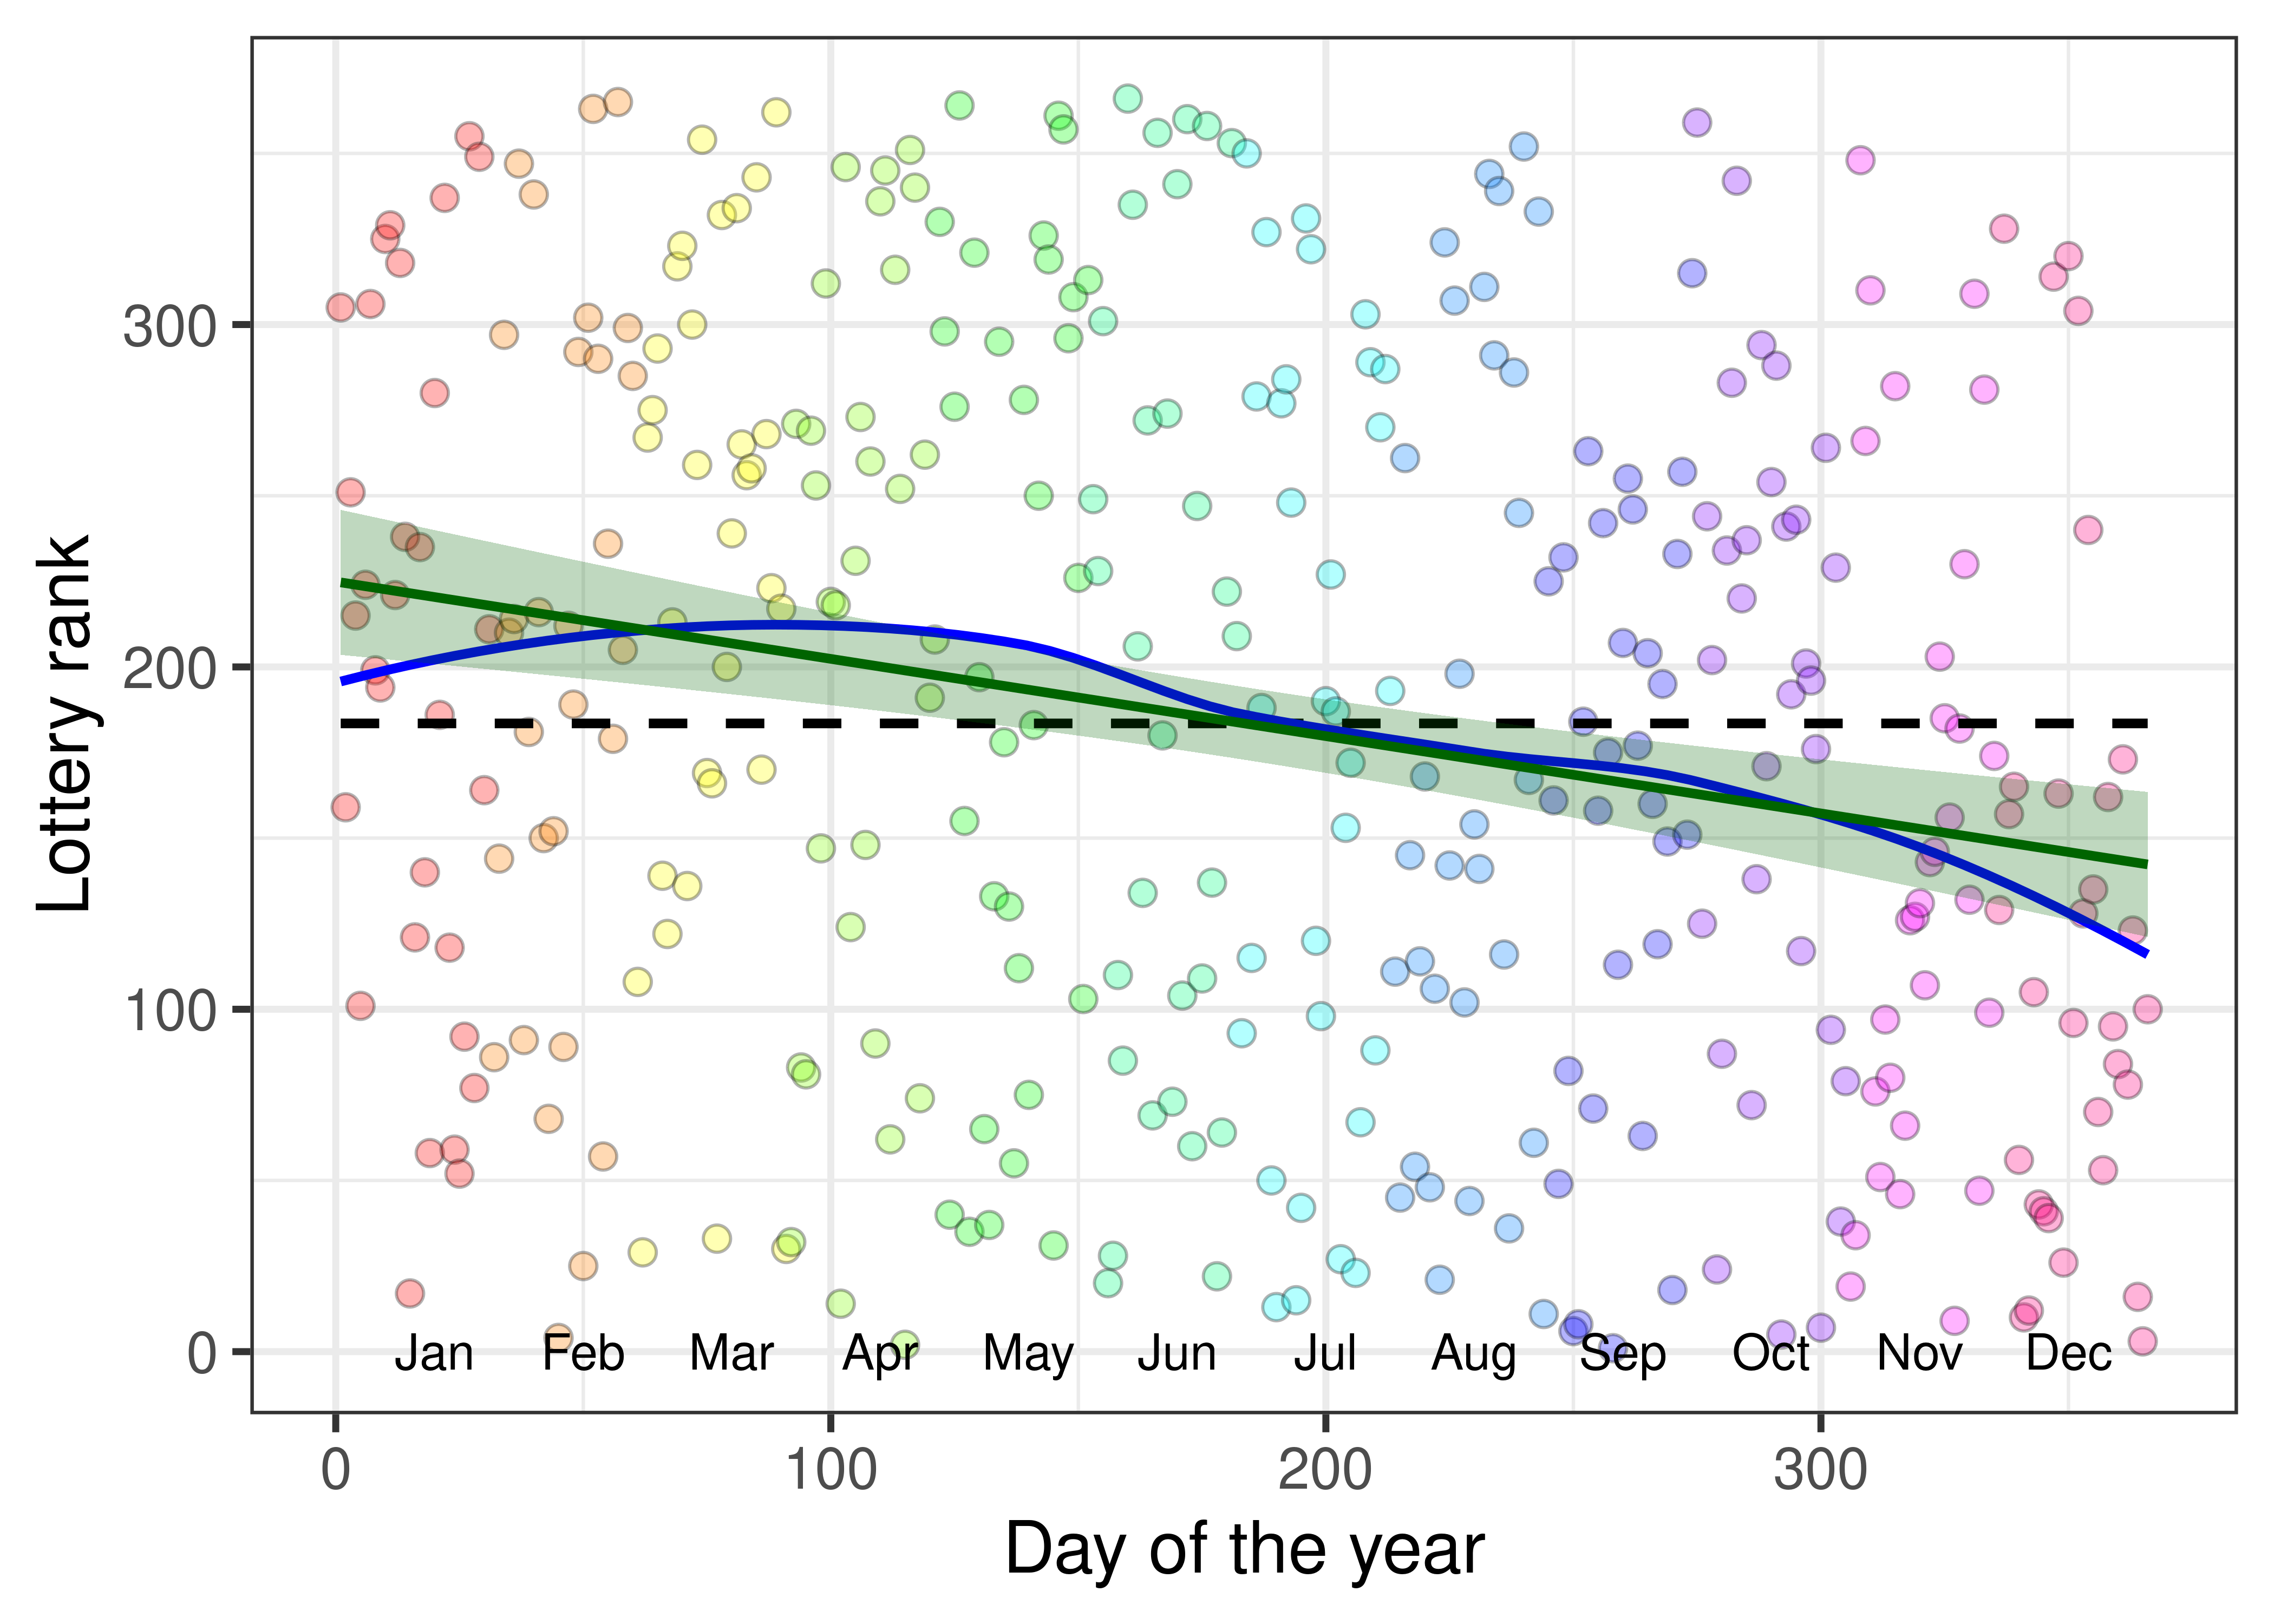 Lottery rank
300
200
100
0
Jan Feb Mar Apr May Jun Jul Aug Sep Oct Nov Dec
0 100 200 300
Day of the year